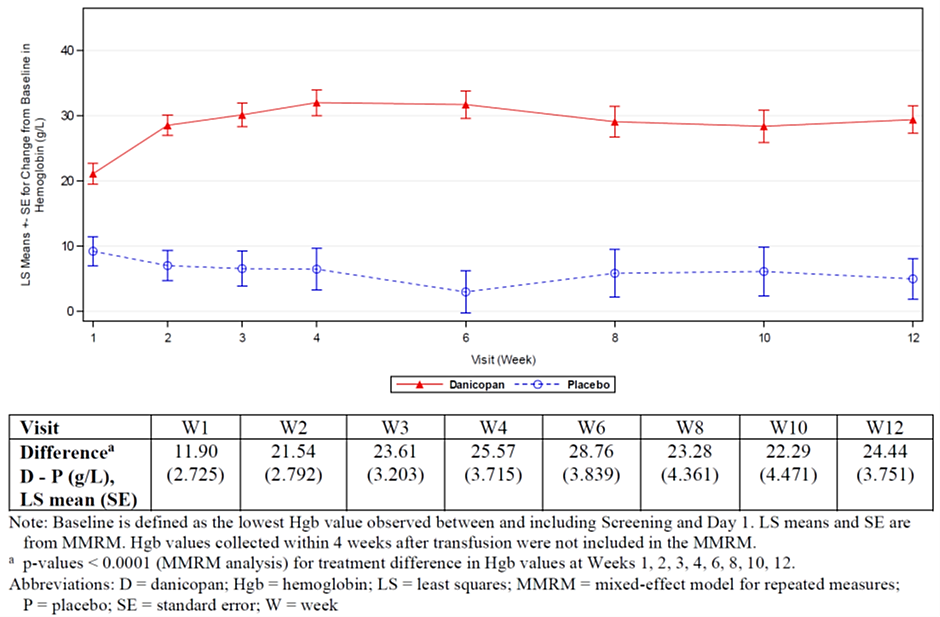 LS Means +- SE for Change from Baseline in
Hemoglobin (g/L)
40
30
20
10
0
1 2 3 4 6 8 10 12
Visit (Week)
Danicopan Placebo
Visit W1 W2 W3 W4 W6 W8 W10 W12
Differenceᵃ 11.90 21.54 23.61 25.57 28.76 23.28 22.29 24.44
D - P (g/L), (2.725) (2.792) (3.203) (3.715) (3.839) (4.361) (4.471) (3.751)
LS mean (SE)
Note: Baseline is defined as the lowest Hgb value observed between and including Screening and Day 1. LS means and SE are
from MMRM. Hgb values collected within 4 weeks after transfusion were not included in the MMRM.
ᵃ p-values < 0.0001 (MMRM analysis) for treatment difference in Hgb values at Weeks 1, 2, 3, 4, 6, 8, 10, 12.
Abbreviations: D = danicopan; Hgb = hemoglobin; LS = least squares; MMRM = mixed-effect model for repeated measures;
P = placebo; SE = standard error; W = week